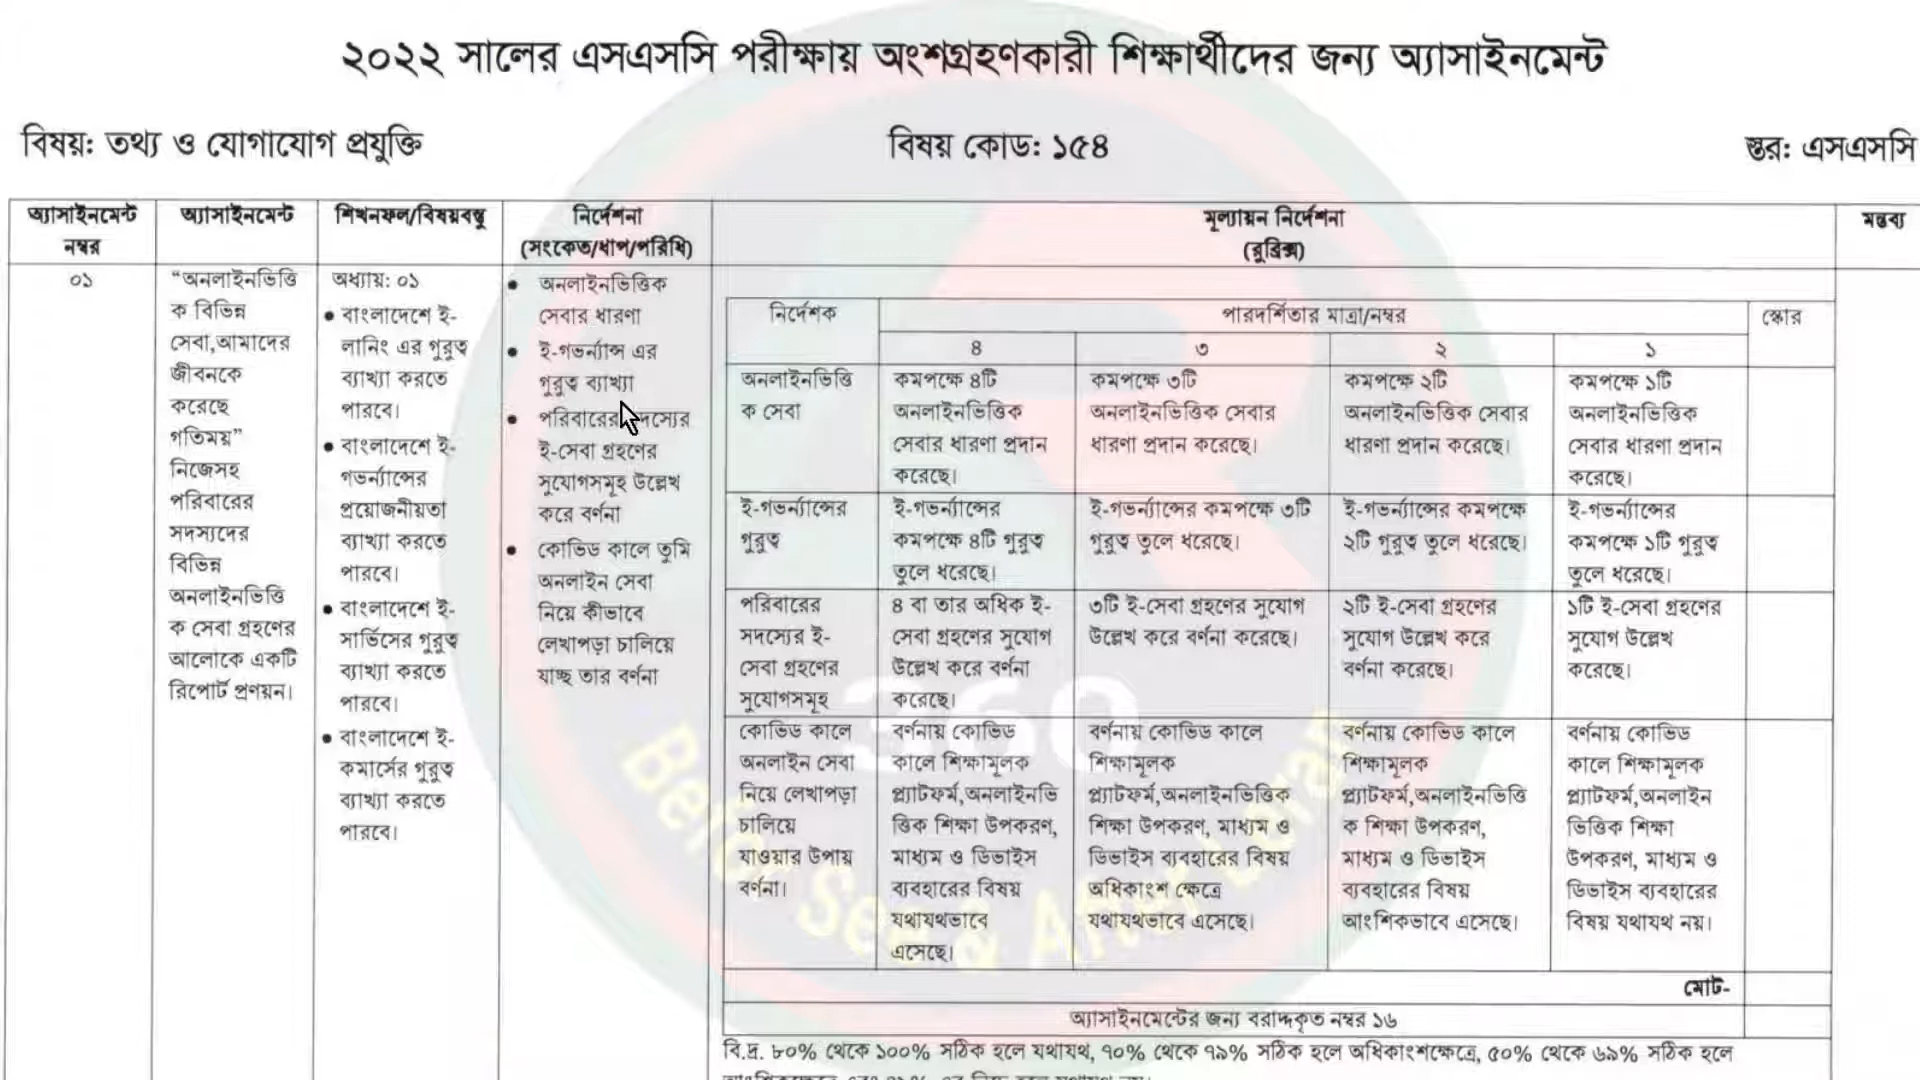 ২০২২ সালের এসএসসি পরীক্ষায় অংশগ্রহণকারী শিক্ষার্থীদের জন্য অ্যাসাইনমেন্ট
বিষয়: তথ্য ও যোগাযোগ প্রযুক্তি
বিষয় কোড: ১৫৪
স্তর: এসএসসি
অ্যাসাইনমেন্ট
নম্বর
অ্যাসাইনমেন্ট
শিখনফল/বিষয়বস্তু
নির্দেশনা
(সংকেত/ধাপ/পরিধি)
মূল্যায়ন নির্দেশনা
(রুব্রিক্স)
মন্তব্য
০১
“অনলাইনভিত্তি
ক বিভিন্ন
সেবা,আমাদের
জীবনকে
করেছে
গতিময়”
নিজেসহ
পরিবারের
সদস্যদের
বিভিন্ন
অনলাইনভিত্তি
ক সেবা গ্রহণের
আলোকে একটি
রিপোর্ট প্রণয়ন।
অধ্যায়: ০১
● বাংলাদেশে ই-
লানিং এর গুরুত্ব
ব্যাখ্যা করতে
পারবে।
● বাংলাদেশে ই-
গভর্ন্যান্সের
প্রয়োজনীয়তা
ব্যাখ্যা করতে
পারবে।
● বাংলাদেশে ই-
সার্ভিসের গুরুত্ব
ব্যাখ্যা করতে
পারবে।
● বাংলাদেশে ই-
কমার্সের গুরুত্ব
ব্যাখ্যা করতে
পারবে।
● অনলাইনভিত্তিক
সেবার ধারণা
● ই-গভর্ন্যান্স এর
গুরুত্ব ব্যাখ্যা
● পরিবারের সদস্যের
ই-সেবা গ্রহণের
সুযোগসমূহ উল্লেখ
করে বর্ণনা
● কোভিড কালে তুমি
অনলাইন সেবা
নিয়ে কীভাবে
লেখাপড়া চালিয়ে
যাচ্ছ তার বর্ণনা
নির্দেশক
পারদর্শিতার মাত্রা/নম্বর
স্কোর
৪
৩
২
১
অনলাইনভিত্তি
ক সেবা
কমপক্ষে ৪টি
অনলাইনভিত্তিক
সেবার ধারণা প্রদান
করেছে।
কমপক্ষে ৩টি
অনলাইনভিত্তিক সেবার
ধারণা প্রদান করেছে।
কমপক্ষে ২টি
অনলাইনভিত্তিক সেবার
ধারণা প্রদান করেছে।
কমপক্ষে ১টি
অনলাইনভিত্তিক
সেবার ধারণা প্রদান
করেছে।
ই-গভর্ন্যান্সের
গুরুত্ব
ই-গভর্ন্যান্সের
কমপক্ষে ৪টি গুরুত্ব
তুলে ধরেছে।
ই-গভর্ন্যান্সের কমপক্ষে ৩টি
গুরুত্ব তুলে ধরেছে।
ই-গভর্ন্যান্সের কমপক্ষে
২টি গুরুত্ব তুলে ধরেছে।
ই-গভর্ন্যান্সের
কমপক্ষে ১টি গুরুত্ব
তুলে ধরেছে।
পরিবারের
সদস্যের ই-
সেবা গ্রহণের
সুযোগসমূহ
৪ বা তার অধিক ই-
সেবা গ্রহণের সুযোগ
উল্লেখ করে বর্ণনা
করেছে।
৩টি ই-সেবা গ্রহণের সুযোগ
উল্লেখ করে বর্ণনা করেছে।
২টি ই-সেবা গ্রহণের
সুযোগ উল্লেখ করে
বর্ণনা করেছে।
১টি ই-সেবা গ্রহণের
সুযোগ উল্লেখ
করেছে।
কোভিড কালে
অনলাইন সেবা
নিয়ে লেখাপড়া
চালিয়ে
যাওয়ার উপায়
বর্ণনা।
বর্ণনায় কোভিড
কালে শিক্ষামূলক
প্ল্যাটফর্ম,অনলাইনভি
ত্তিক শিক্ষা উপকরণ,
মাধ্যম ও ডিভাইস
ব্যবহারের বিষয়
যথাযথভাবে
এসেছে।
বর্ণনায় কোভিড কালে
শিক্ষামূলক
প্ল্যাটফর্ম,অনলাইনভিত্তিক
শিক্ষা উপকরণ, মাধ্যম ও
ডিভাইস ব্যবহারের বিষয়
অধিকাংশ ক্ষেত্রে
যথাযথভাবে এসেছে।
বর্ণনায় কোভিড কালে
শিক্ষামূলক
প্ল্যাটফর্ম,অনলাইনভিত্তি
ক শিক্ষা উপকরণ,
মাধ্যম ও ডিভাইস
ব্যবহারের বিষয়
আংশিকভাবে এসেছে।
বর্ণনায় কোভিড
কালে শিক্ষামূলক
প্ল্যাটফর্ম,অনলাইন
ভিত্তিক শিক্ষা
উপকরণ, মাধ্যম ও
ডিভাইস ব্যবহারের
বিষয় যথাযথ নয়।
মোট-
অ্যাসাইনমেন্টের জন্য বরাদ্দকৃত নম্বর ১৬
বি.দ্র. ৮০% থেকে ১০০% সঠিক হলে যথাযথ, ৭০% থেকে ৭৯% সঠিক হলে অধিকাংশক্ষেত্রে, ৫০% থেকে ৬৯% সঠিক হলে
360
See &